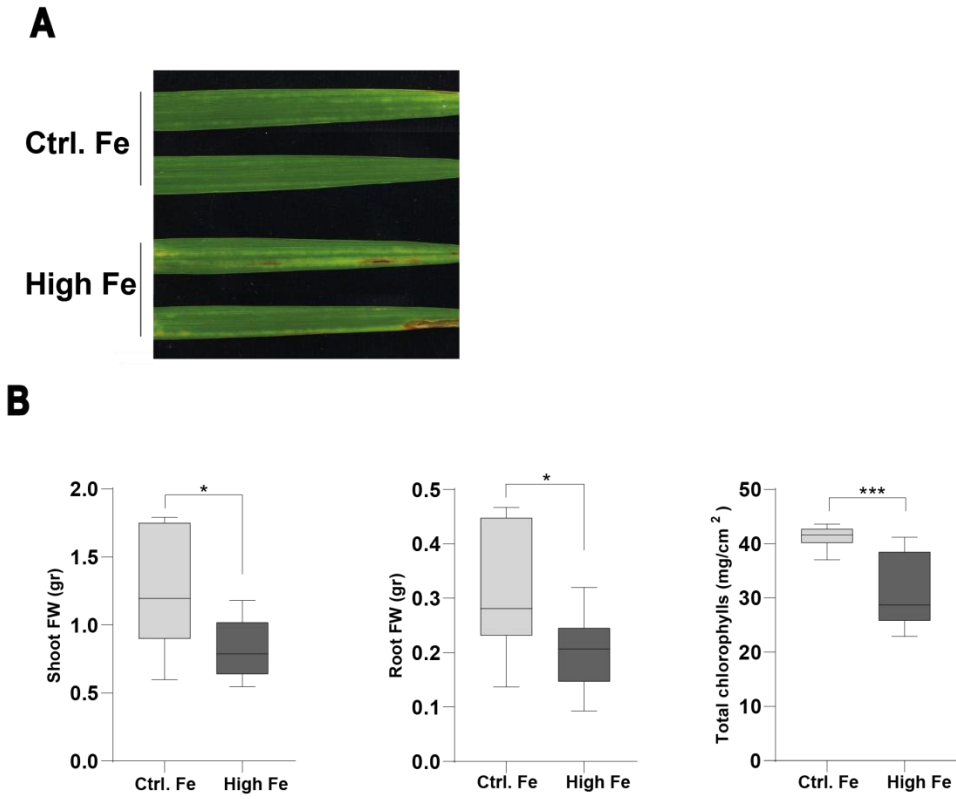 A
Ctrl. Fe
High Fe
B
Shoot FW (gr)
2.0
1.5
1.0
0.5
0.0
*
Ctrl. Fe High Fe
Root FW (gr)
0.5
0.4
0.3
0.2
0.1
0.0
*
Ctrl. Fe High Fe
Total chlorophylls (mg/cm²)
50
40
30
20
10
0
***
Ctrl. Fe High Fe